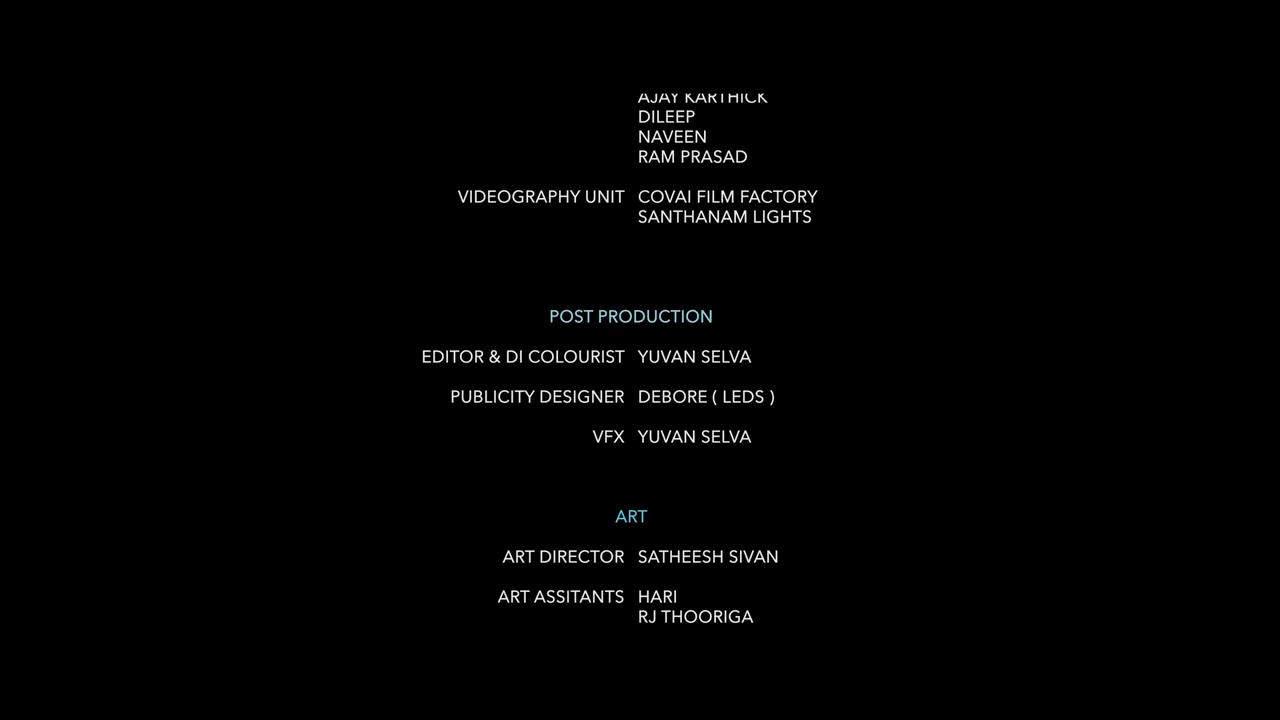 AJAY KARTHICK
DILEEP
NAVEEN
RAM PRASAD
VIDEOGRAPHY UNIT COVAI FILM FACTORY
SANTHANAM LIGHTS
POST PRODUCTION
EDITOR & DI COLOURIST YUVAN SELVA
PUBLICITY DESIGNER DEBORE ( LEDS )
VFX YUVAN SELVA
ART
ART DIRECTOR SATHEESH SIVAN
ART ASSITANTS HARI
RJ THOORIGA